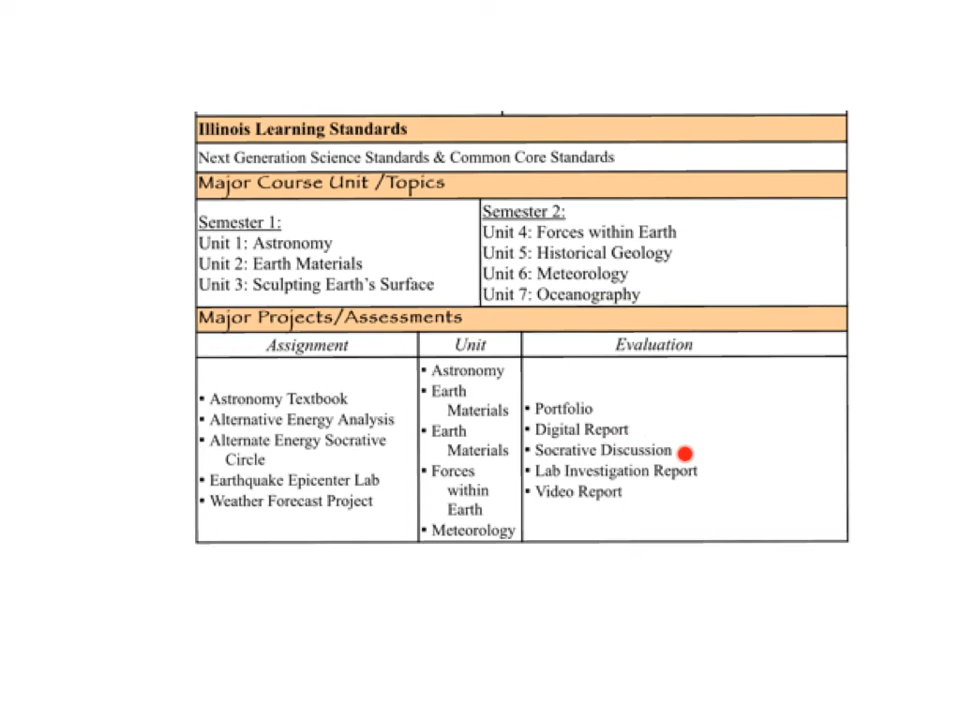 Illinois Learning Standards
Next Generation Science Standards & Common Core Standards
Major Course Unit /Topics
Semester 1:
Unit 1: Astronomy
Unit 2: Earth Materials
Unit 3: Sculpting Earth's Surface
Semester 2:
Unit 4: Forces within Earth
Unit 5: Historical Geology
Unit 6: Meteorology
Unit 7: Oceanography
Major Projects/Assessments
Assignment
Unit
Evaluation
▪ Astronomy Textbook
▪ Alternative Energy Analysis
▪ Alternate Energy Socrative
Circle
▪ Earthquake Epicenter Lab
▪ Weather Forecast Project
▪ Astronomy
▪ Earth
Materials
▪ Earth
Materials
▪ Forces
within
Earth
▪ Meteorology
▪ Portfolio
▪ Digital Report
▪ Socrative Discussion
▪ Lab Investigation Report
▪ Video Report